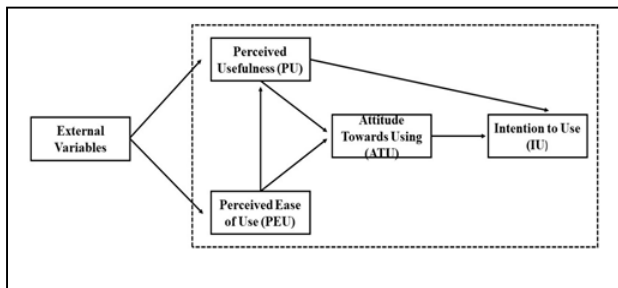 Perceived
Usefulness (PU)
External
Variables
Attitude
Towards Using
(ATU)
Intention to Use
(IU)
Perceived Ease
of Use (PEU)